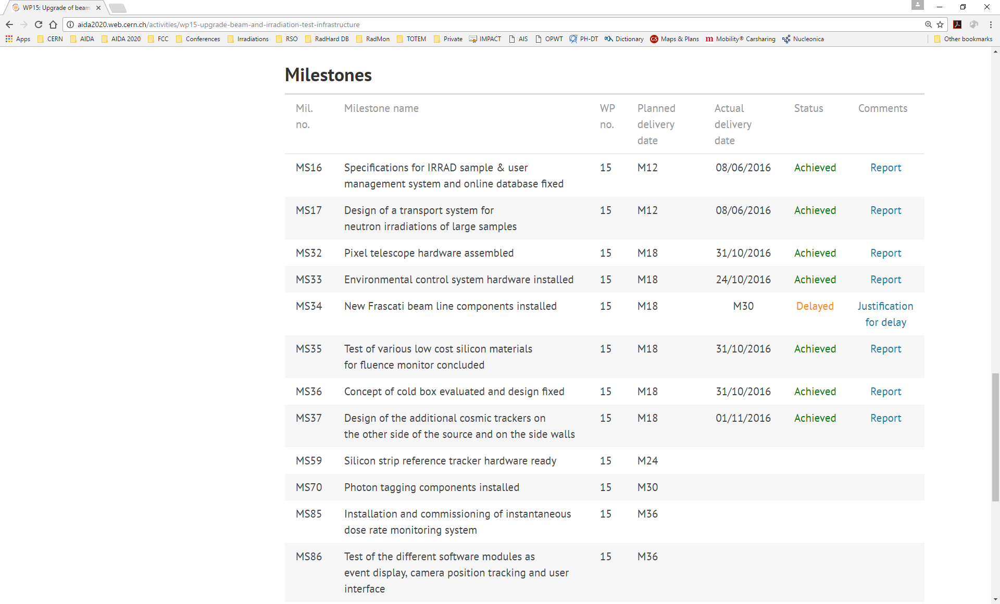 WP15: Upgrade of beam
aida2020.web.cern.ch/activities/wp15-upgrade-beam-and-irradiation-test-infrastructure
Apps CERN AIDA AIDA 2020 FCC Conferences Irradiations RSO RadHard DB RadMon TOTEM Private IMPACT AIS OPWT PH-DT Dictionary GS Maps & Plans m Mobility® Carsharing Nucleonica Other bookmarks
Milestones
Mil. Milestone name WP Planned Actual Status Comments
no. no. delivery delivery
date date
MS16 Specifications for IRRAD sample & user 15 M12 08/06/2016 Achieved Report
management system and online database fixed
MS17 Design of a transport system for 15 M12 08/06/2016 Achieved Report
neutron irradiations of large samples
MS32 Pixel telescope hardware assembled 15 M18 31/10/2016 Achieved Report
MS33 Environmental control system hardware installed 15 M18 24/10/2016 Achieved Report
MS34 New Frascati beam line components installed 15 M18 M30 Delayed Justification
for delay
MS35 Test of various low cost silicon materials 15 M18 31/10/2016 Achieved Report
for fluence monitor concluded
MS36 Concept of cold box evaluated and design fixed 15 M18 31/10/2016 Achieved Report
MS37 Design of the additional cosmic trackers on 15 M18 01/11/2016 Achieved Report
the other side of the source and on the side walls
MS59 Silicon strip reference tracker hardware ready 15 M24
MS70 Photon tagging components installed 15 M30
MS85 Installation and commissioning of instantaneous 15 M36
dose rate monitoring system
MS86 Test of the different software modules as 15 M36
event display, camera position tracking and user
interface